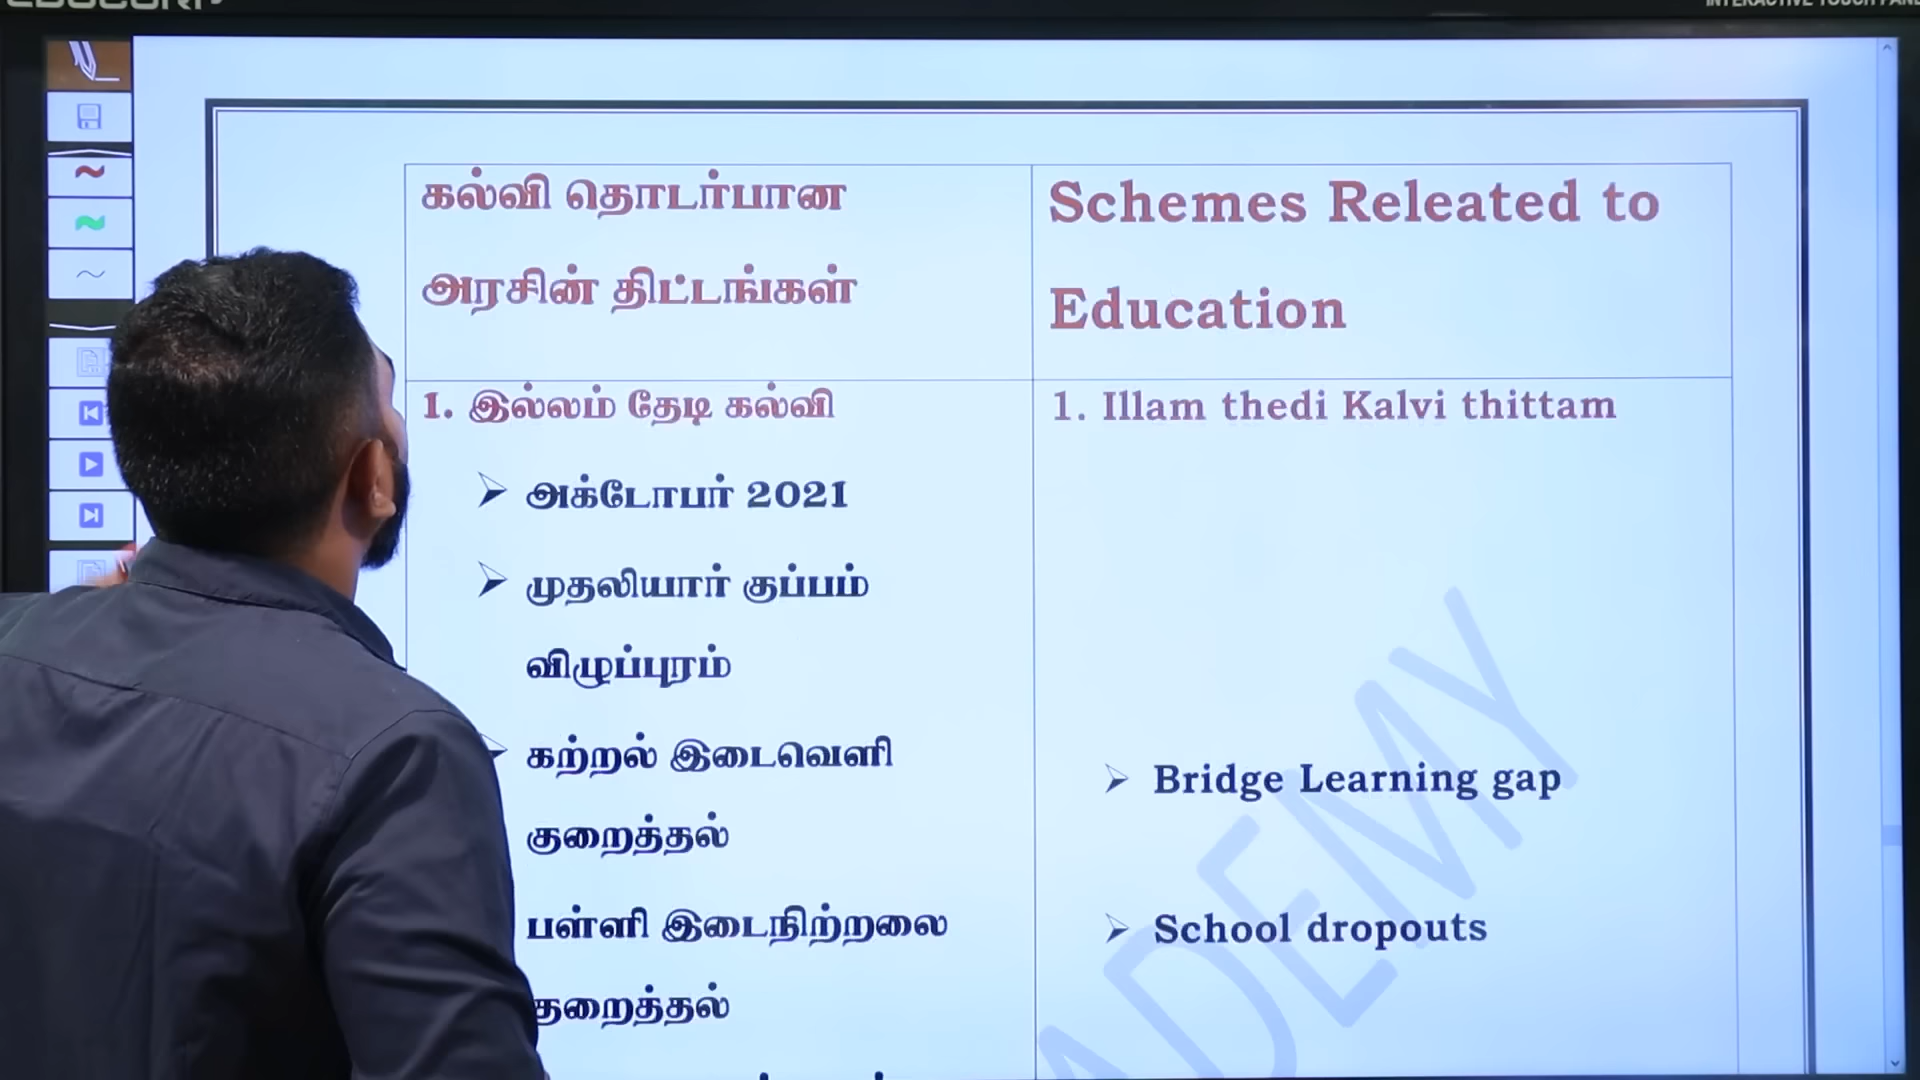 கல்வி தொடர்பான
அரசின் திட்டங்கள்
Schemes Releated to
Education
1. இல்லம் தேடி கல்வி
அக்டோபர் 2021
முதலியார் குப்பம்
விழுப்புரம்
கற்றல் இடைவெளி
குறைத்தல்
பள்ளி இடைநிற்றலை
குறைத்தல்
1. Illam thedi Kalvi thittam
Bridge Learning gap
School dropouts